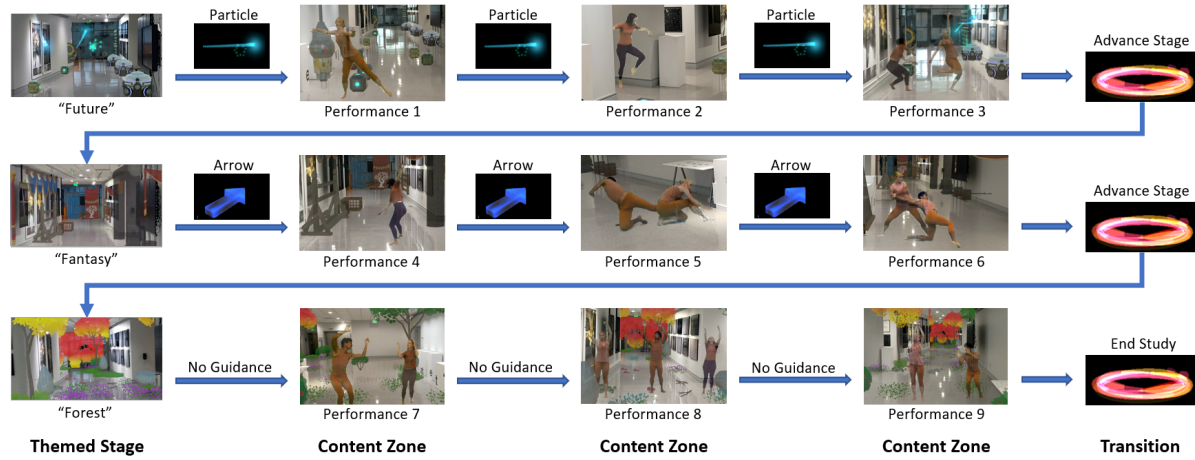 Particle
Particle
Particle
Advance Stage
“Future”
Performance 1
Performance 2
Performance 3
Arrow
Arrow
Arrow
Advance Stage
“Fantasy”
Performance 4
Performance 5
Performance 6
No Guidance
No Guidance
No Guidance
End Study
“Forest”
Performance 7
Performance 8
Performance 9
Themed Stage
Content Zone
Content Zone
Content Zone
Transition